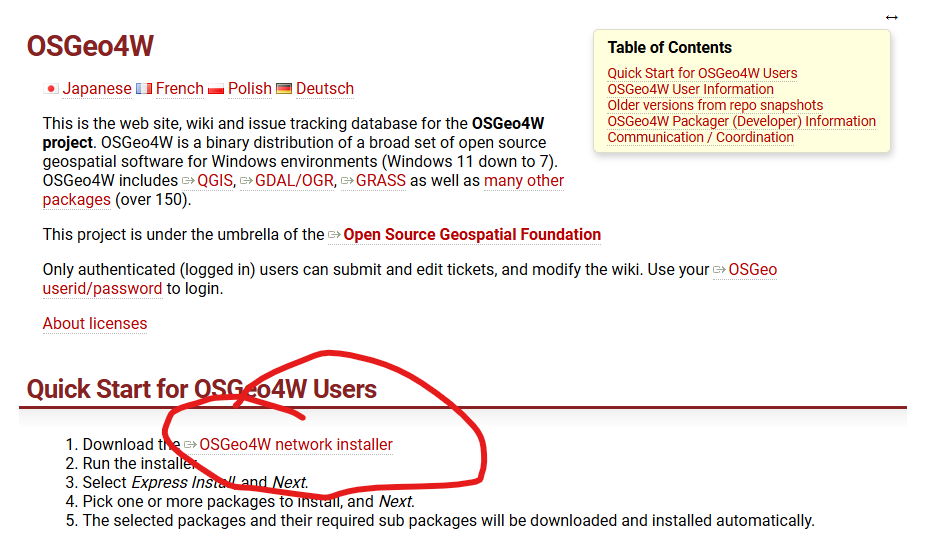 OSGeo4W
Japanese French Polish Deutsch
This is the web site, wiki and issue tracking database for the OSGeo4W
project. OSGeo4W is a binary distribution of a broad set of open source
geospatial software for Windows environments (Windows 11 down to 7).
OSGeo4W includes QGIS, GDAL/OGR, GRASS as well as many other
packages (over 150).
This project is under the umbrella of the Open Source Geospatial Foundation
Only authenticated (logged in) users can submit and edit tickets, and modify the wiki. Use your OSGeo
userid/password to login.
About licenses
Table of Contents
Quick Start for OSGeo4W Users
OSGeo4W User Information
Older versions from repo snapshots
OSGeo4W Packager (Developer) Information
Communication / Coordination
Quick Start for OSGeo4W Users
1. Download the OSGeo4W network installer
2. Run the installer.
3. Select Express Install and Next.
4. Pick one or more packages to install, and Next.
5. The selected packages and their required sub packages will be downloaded and installed automatically.